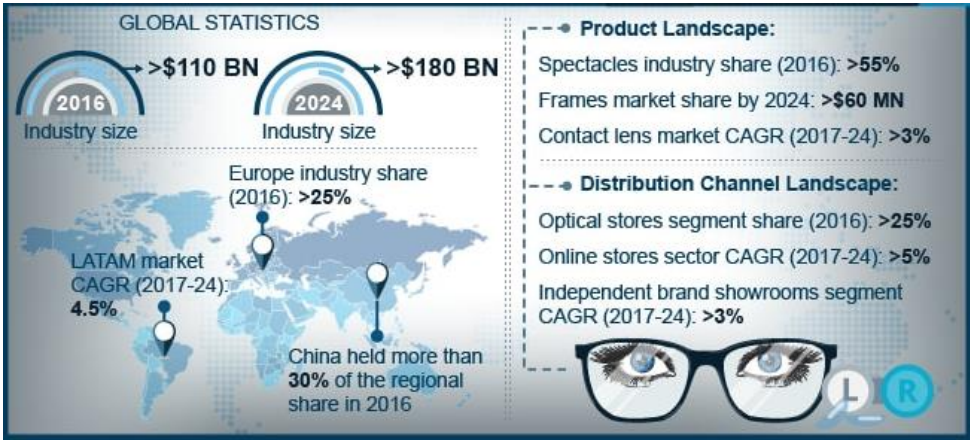 GLOBAL STATISTICS
2016
>$110 BN
Industry size
2024
>$180 BN
Industry size
Europe industry share
(2016): >25%
LATAM market
CAGR (2017-24):
4.5%
China held more than
30% of the regional
share in 2016
Product Landscape:
Spectacles industry share (2016): >55%
Frames market share by 2024: >$60 MN
Contact lens market CAGR (2017-24): >3%
Distribution Channel Landscape:
Optical stores segment share (2016): >25%
Online stores sector CAGR (2017-24): >5%
Independent brand showrooms segment
CAGR (2017-24): >3%
L R